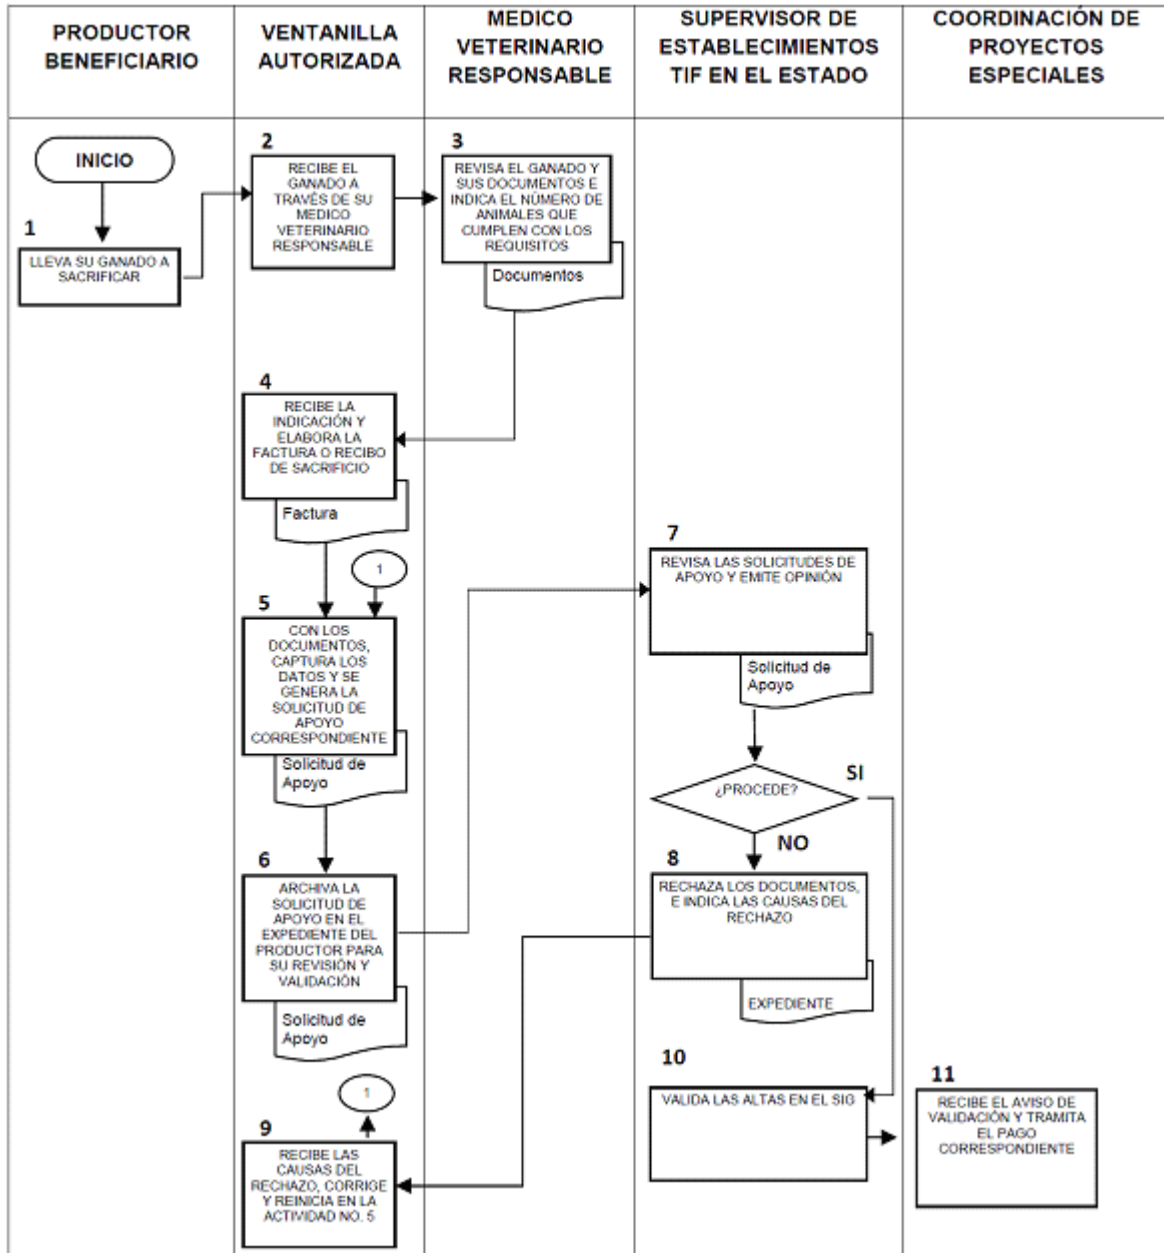 PRODUCTOR
BENEFICIARIO
VENTANILLA
AUTORIZADA
MEDICO
VETERINARIO
RESPONSABLE
SUPERVISOR DE
ESTABLECIMIENTOS
TIF EN EL ESTADO
COORDINACIÓN DE
PROYECTOS
ESPECIALES
INICIO
1
LLEVA SU GANADO A
SACRIFICAR
2
RECIBE EL
GANADO A
TRAVÉS DE SU
MEDICO
VETERINARIO
RESPONSABLE
3
REVISA EL GANADO Y
SUS DOCUMENTOS E
INDICA EL NÚMERO DE
ANIMALES QUE
CUMPLEN CON LOS
REQUISITOS
Documentos
4
RECIBE LA
INDICACIÓN Y
ELABORA LA
FACTURA O RECIBO
DE SACRIFICIO
Factura
1
5
CON LOS
DOCUMENTOS,
CAPTURA LOS
DATOS Y SE
GENERA LA
SOLICITUD DE
APOYO
CORRESPONDIENTE
Solicitud de
Apoyo
6
ARCHIVA LA
SOLICITUD DE
APOYO EN EL
EXPEDIENTE DEL
PRODUCTOR PARA
SU REVISIÓN Y
VALIDACIÓN
Solicitud de
Apoyo
7
REVISA LAS SOLICITUDES DE
APOYO Y EMITE OPINIÓN
Solicitud de
Apoyo
¿PROCEDE?
SI
NO
8
RECHAZA LOS DOCUMENTOS,
E INDICA LAS CAUSAS DEL
RECHAZO
EXPEDIENTE
1
9
RECIBE LAS
CAUSAS DEL
RECHAZO, CORRIGE
Y REINICIA EN LA
ACTIVIDAD NO. 5
10
VALIDA LAS ALTAS EN EL SIG
11
RECIBE EL AVISO DE
VALIDACIÓN Y TRAMITA
EL PAGO
CORRESPONDIENTE